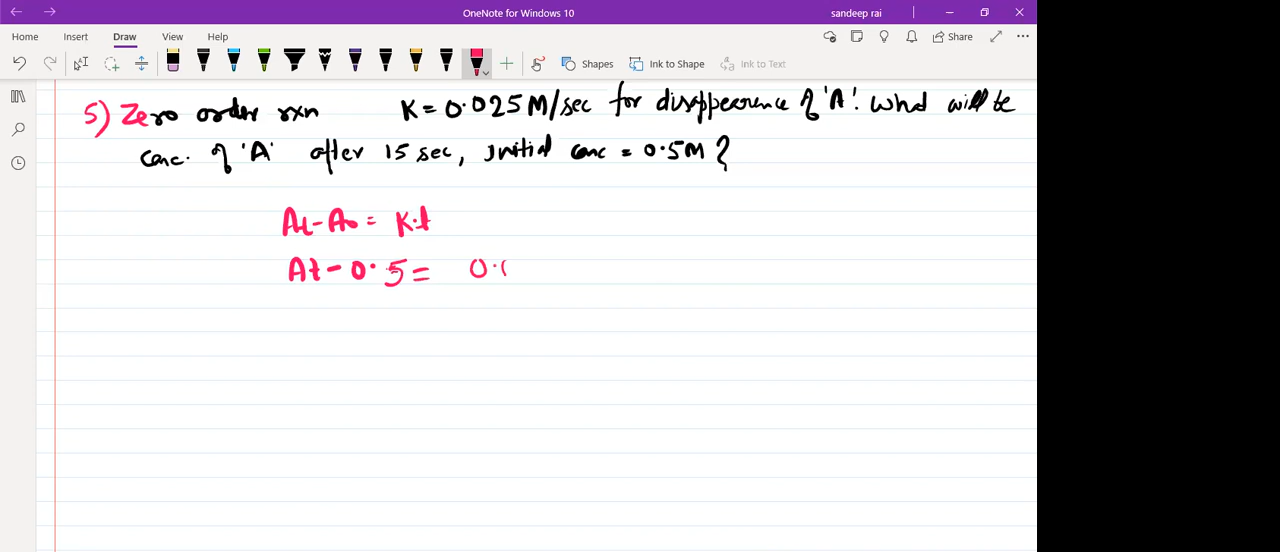 OneNote for Windows 10
sandeep rai
Home Insert Draw View Help
Share
Shapes Ink to Shape Ink to Text
5) Zero order rxn K = 0.025 M/sec for disappearence of 'A'. What will be
conc. of 'A' after 15 sec, initial conc = 0.5M ?
At - Ao = K.t
At - 0.5 = 0.